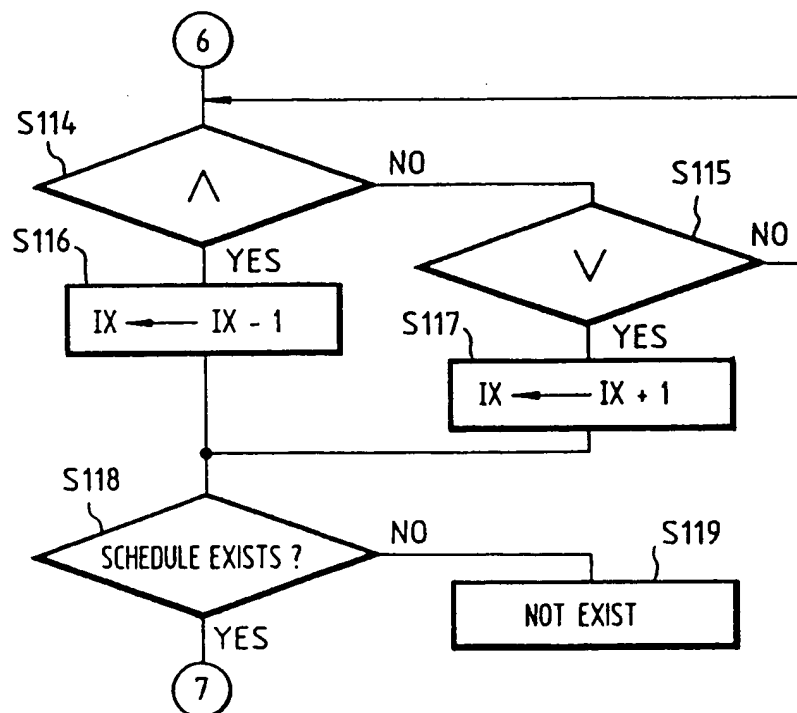 6
S114
∧
NO
S115
∨
NO
S116
YES
IX ← IX - 1
S117
YES
IX ← IX + 1
S118
SCHEDULE EXISTS ?
NO
S119
NOT EXIST
YES
7